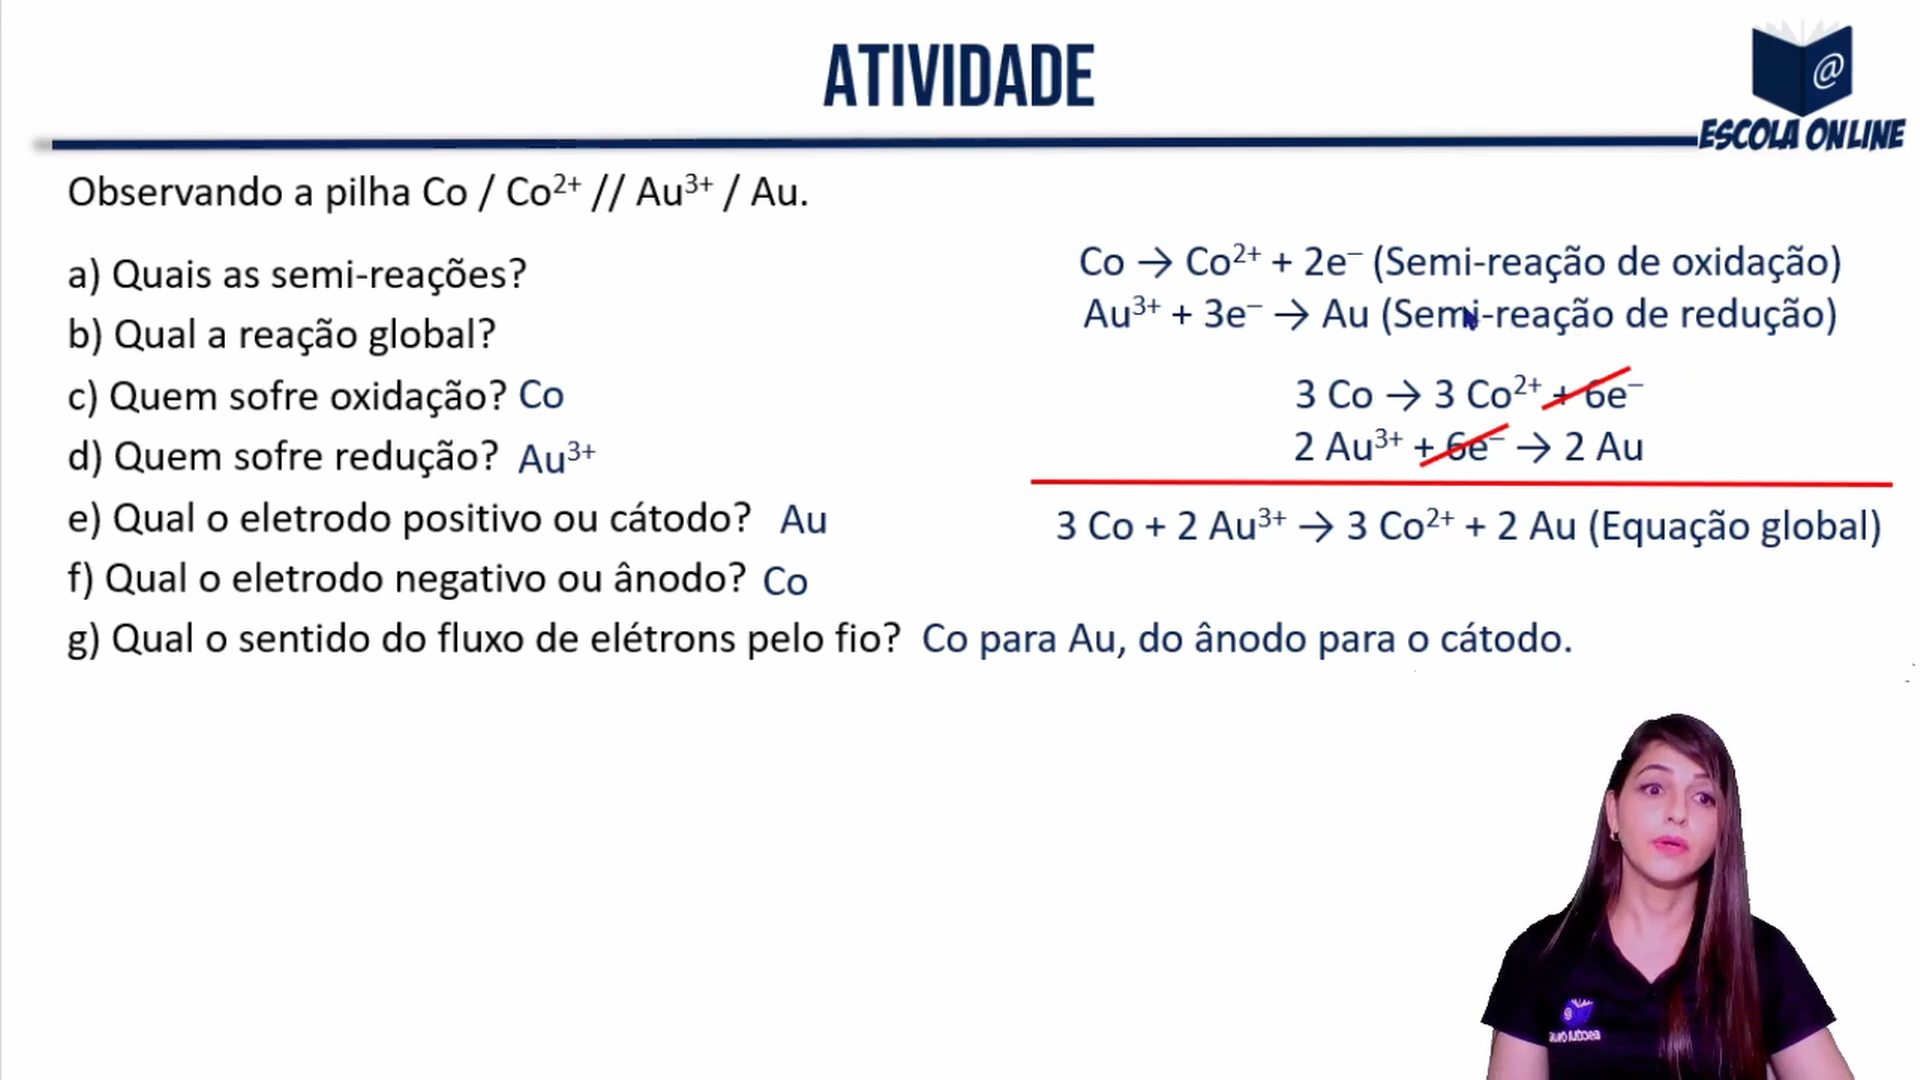 ATIVIDADE
@
ESCOLA ONLINE
Observando a pilha Co / Co²⁺ // Au³⁺ / Au.
a) Quais as semi-reações?
b) Qual a reação global?
c) Quem sofre oxidação? Co
d) Quem sofre redução? Au³⁺
e) Qual o eletrodo positivo ou cátodo? Au
f) Qual o eletrodo negativo ou ânodo? Co
g) Qual o sentido do fluxo de elétrons pelo fio? Co para Au, do ânodo para o cátodo.
Co → Co²⁺ + 2e⁻ (Semi-reação de oxidação)
Au³⁺ + 3e⁻ → Au (Semi-reação de redução)
3 Co → 3 Co²⁺ + 6e⁻
2 Au³⁺ + 6e⁻ → 2 Au
3 Co + 2 Au³⁺ → 3 Co²⁺ + 2 Au (Equação global)